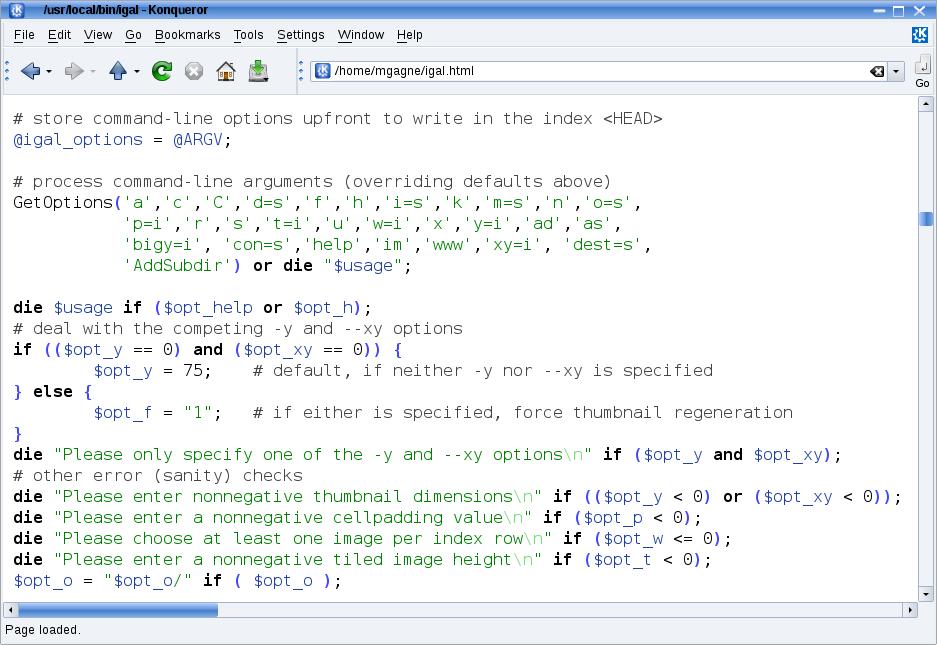 /usr/local/bin/igal - Konqueror
File Edit View Go Bookmarks Tools Settings Window Help
/home/mgagne/igal.html
Go
# store command-line options upfront to write in the index <HEAD>
@igal_options = @ARGV;
# process command-line arguments (overriding defaults above)
GetOptions('a','c','C','d=s','f','h','i=s','k','m=s','n','o=s',
'p=i','r','s','t=i','u','w=i','x','y=i','ad','as',
'bigy=i', 'con=s','help','im','www','xy=i', 'dest=s',
'AddSubdir') or die "$usage";
die $usage if ($opt_help or $opt_h);
# deal with the competing -y and --xy options
if (($opt_y == 0) and ($opt_xy == 0)) {
$opt_y = 75; # default, if neither -y nor --xy is specified
} else {
$opt_f = "1"; # if either is specified, force thumbnail regeneration
}
die "Please only specify one of the -y and --xy options\n" if ($opt_y and $opt_xy);
# other error (sanity) checks
die "Please enter nonnegative thumbnail dimensions\n" if (($opt_y < 0) or ($opt_xy < 0));
die "Please enter a nonnegative cellpadding value\n" if ($opt_p < 0);
die "Please choose at least one image per index row\n" if ($opt_w <= 0);
die "Please enter a nonnegative tiled image height\n" if ($opt_t < 0);
$opt_o = "$opt_o/" if ( $opt_o );
Page loaded.